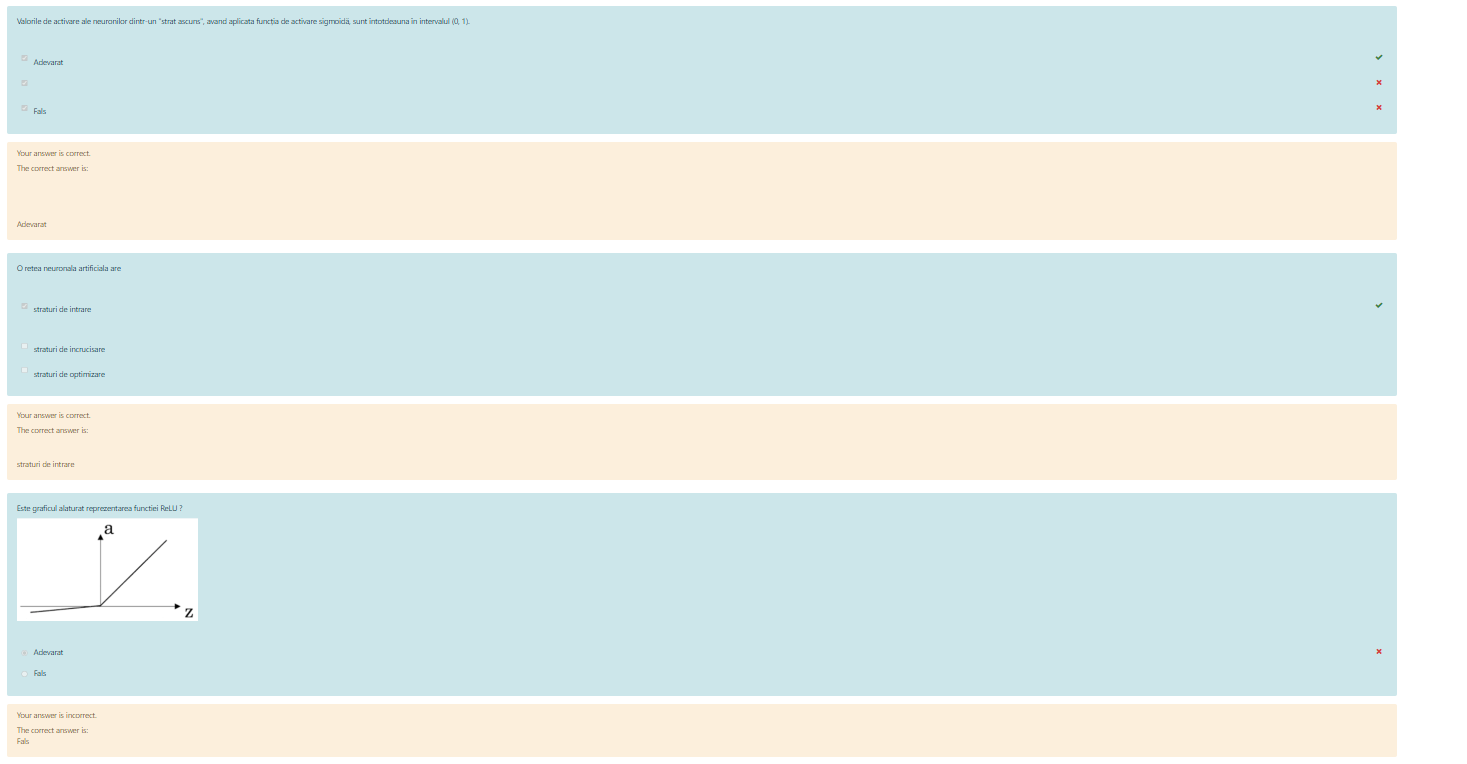 Valorile de activare ale neuronilor dintr-un "strat ascuns", avand aplicata funcția de activare sigmoidă, sunt întotdeauna în intervalul (0, 1).
Adevarat
Fals
Your answer is correct.
The correct answer is:
Adevarat
O retea neuronala artificiala are
straturi de intrare
straturi de incrucisare
straturi de optimizare
Your answer is correct.
The correct answer is:
straturi de intrare
Este graficul alaturat reprezentarea functiei ReLU ?
a
z
Adevarat
Fals
Your answer is incorrect.
The correct answer is:
Fals